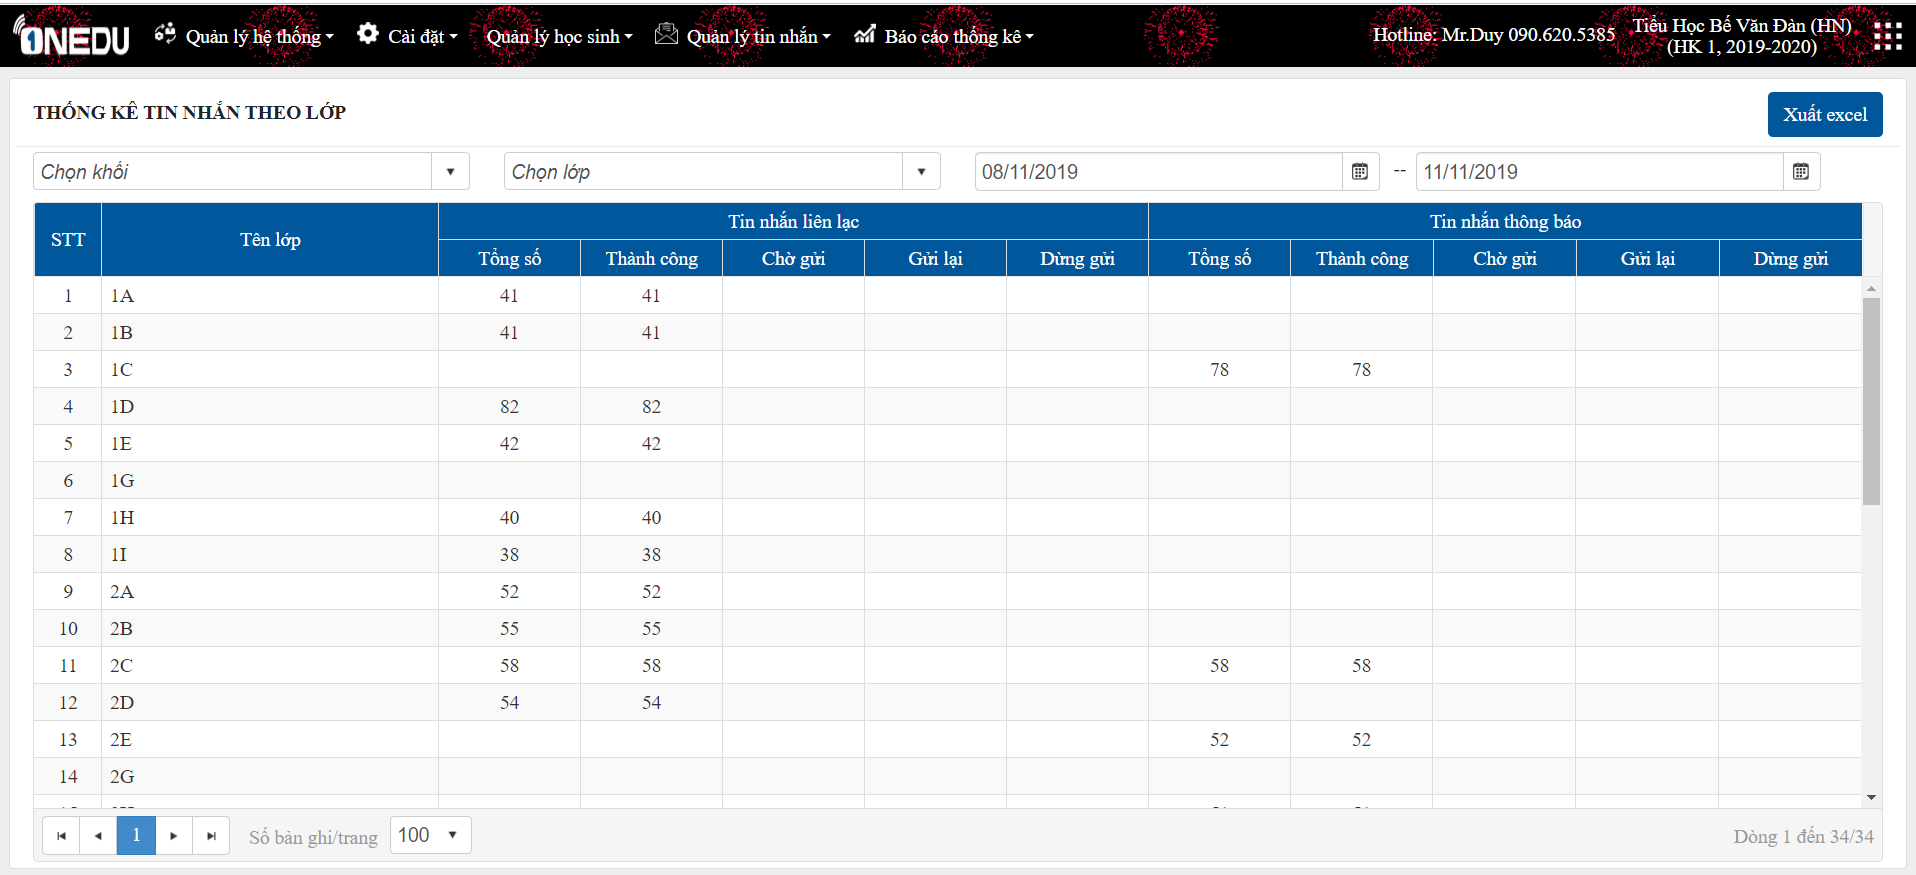 1ONEDU Quản lý hệ thống Cài đặt Quản lý học sinh Quản lý tin nhắn Báo cáo thống kê Hotline: Mr.Duy 090.620.5385 Tiểu Học Bế Văn Đàn (HN)
(HK 1, 2019-2020)
THỐNG KÊ TIN NHẮN THEO LỚP Xuất excel
Chọn khối Chọn lớp 08/11/2019 -- 11/11/2019
STT Tên lớp Tin nhắn liên lạc Tin nhắn thông báo
Tổng số Thành công Chờ gửi Gửi lại Dừng gửi Tổng số Thành công Chờ gửi Gửi lại Dừng gửi
1 1A 41 41
2 1B 41 41
3 1C 78 78
4 1D 82 82
5 1E 42 42
6 1G
7 1H 40 40
8 1I 38 38
9 2A 52 52
10 2B 55 55
11 2C 58 58 58 58
12 2D 54 54
13 2E 52 52
14 2G
1 Số bản ghi/trang 100 Dòng 1 đến 34/34